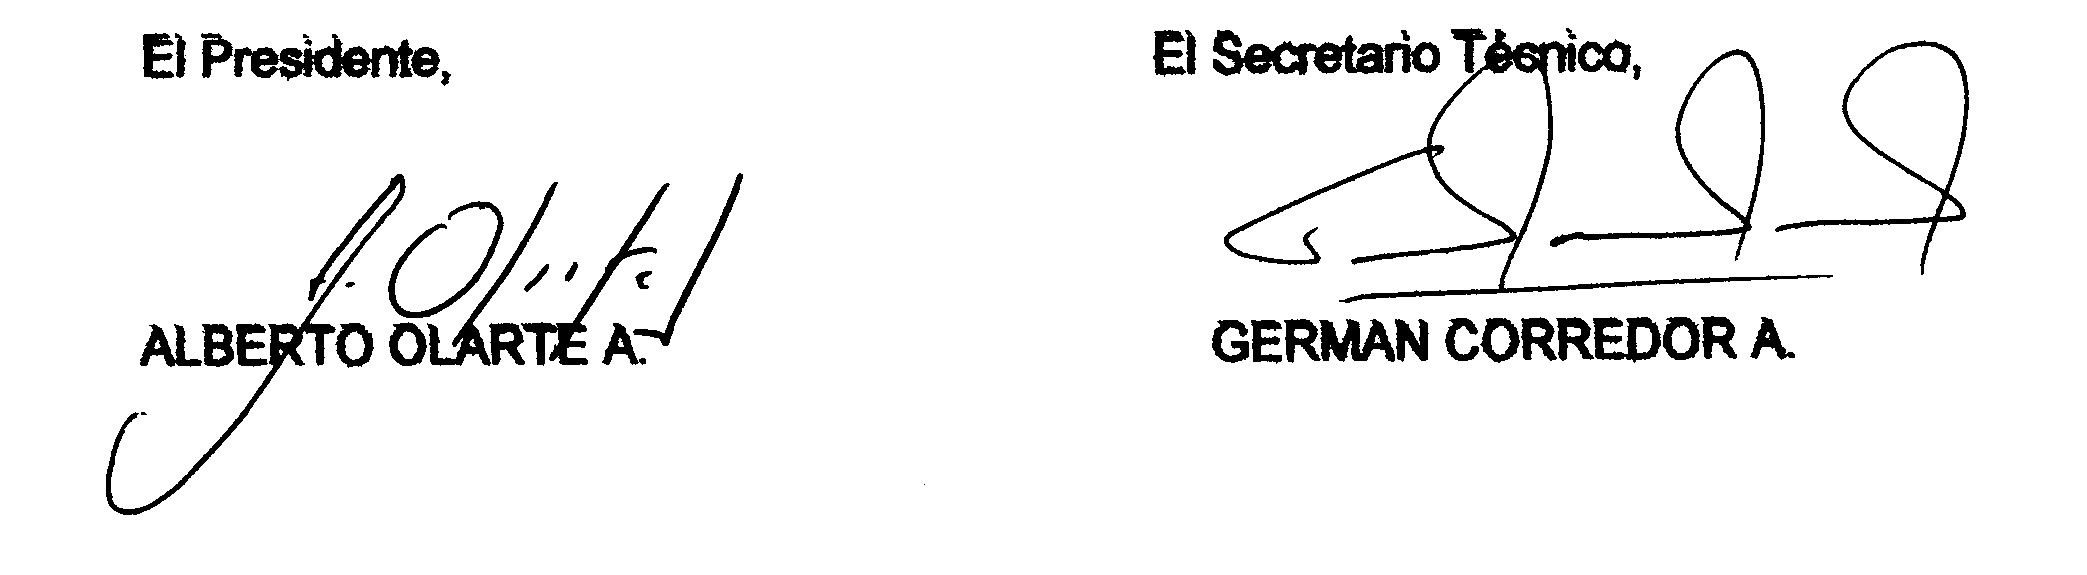 El Presidente,
El Secretario Técnico,
ALBERTO OLARTE A.
GERMAN CORREDOR A.